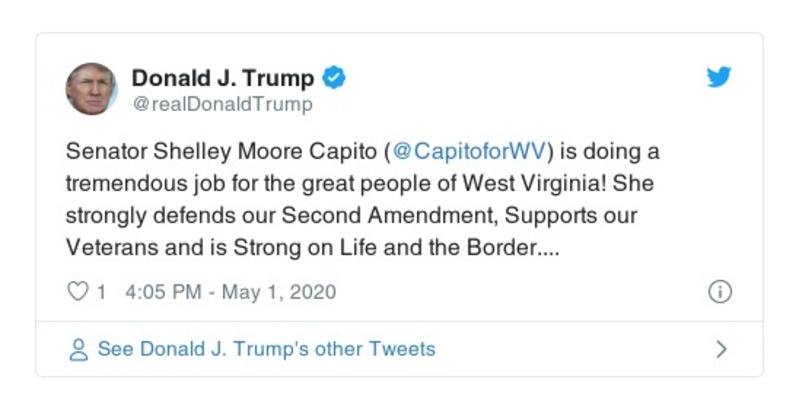 Donald J. Trump
@realDonaldTrump
Senator Shelley Moore Capito (@CapitoforWV) is doing a
tremendous job for the great people of West Virginia! She
strongly defends our Second Amendment, Supports our
Veterans and is Strong on Life and the Border....
1 4:05 PM - May 1, 2020
See Donald J. Trump's other Tweets